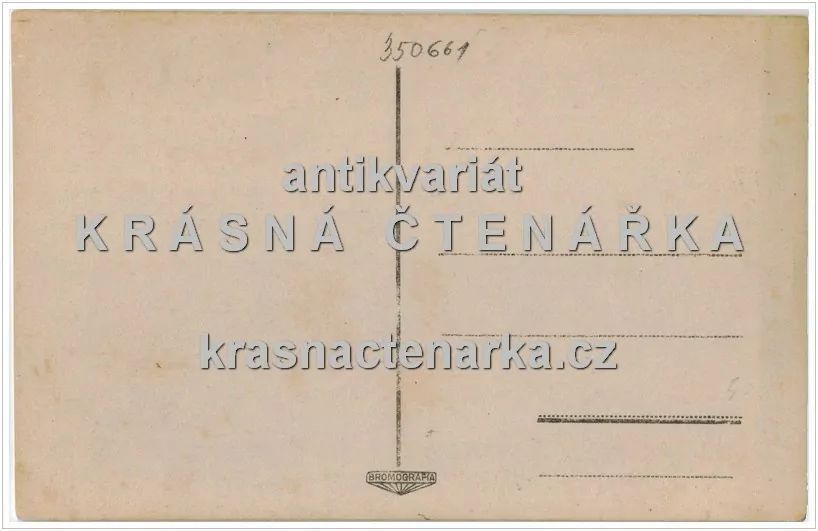 350661
antikvariát
KRÁSNÁ ČTENÁŘKA
krasnactenarka.cz
BROMOGRAFIA